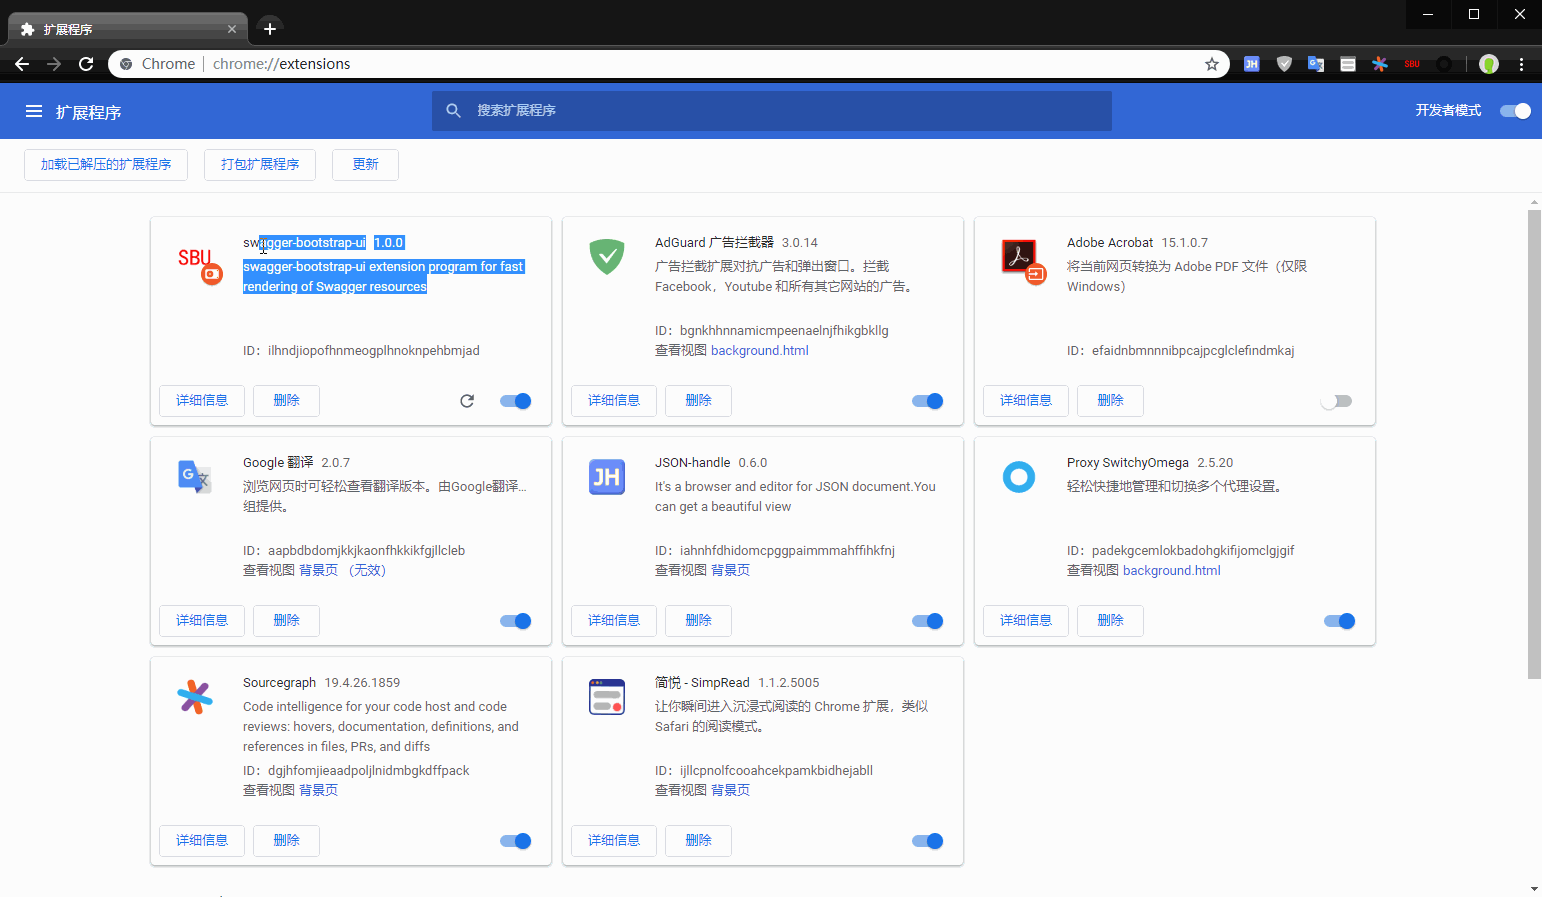 扩展程序
Chrome chrome://extensions
JH
G
SBU
扩展程序
搜索扩展程序
开发者模式
加载已解压的扩展程序
打包扩展程序
更新
SBU
swagger-bootstrap-ui 1.0.0
swagger-bootstrap-ui extension program for fast
rendering of Swagger resources
ID： ilhndjiopofhnmeogplhnoknpehbmjad
详细信息
删除
AdGuard 广告拦截器 3.0.14
广告拦截扩展对抗广告和弹出窗口。拦截
Facebook，Youtube 和所有其它网站的广告。
ID： bgnkhhnnamicmpeenaelnjfhikgbkllg
查看视图 background.html
详细信息
删除
Adobe Acrobat 15.1.0.7
将当前网页转换为 Adobe PDF 文件（仅限
Windows）
ID： efaidnbmnnnibpcajpcglclefindmkaj
详细信息
删除
G
文
Google 翻译 2.0.7
浏览网页时可轻松查看翻译版本。由Google翻译...
组提供。
ID： aapbdbdomjkkjkaonfhkkikfgjllcleb
查看视图 背景页 （无效）
详细信息
删除
JH
JSON-handle 0.6.0
It's a browser and editor for JSON document.You
can get a beautiful view
ID： iahnhfdhidomcpggpaimmmahffihkfnj
查看视图 背景页
详细信息
删除
Proxy SwitchyOmega 2.5.20
轻松快捷地管理和切换多个代理设置。
ID： padekgcemlokbadohgkifijomclgjgif
查看视图 background.html
详细信息
删除
Sourcegraph 19.4.26.1859
Code intelligence for your code host and code
reviews: hovers, documentation, definitions, and
references in files, PRs, and diffs
ID： dgjhfomjieaadpoljlnidmbgkdffpack
查看视图 背景页
详细信息
删除
简悦 - SimpRead 1.1.2.5005
让你瞬间进入沉浸式阅读的 Chrome 扩展，类似
Safari 的阅读模式。
ID： ijllcpnolfcooahcekpamkbidhejabll
查看视图 背景页
详细信息
删除